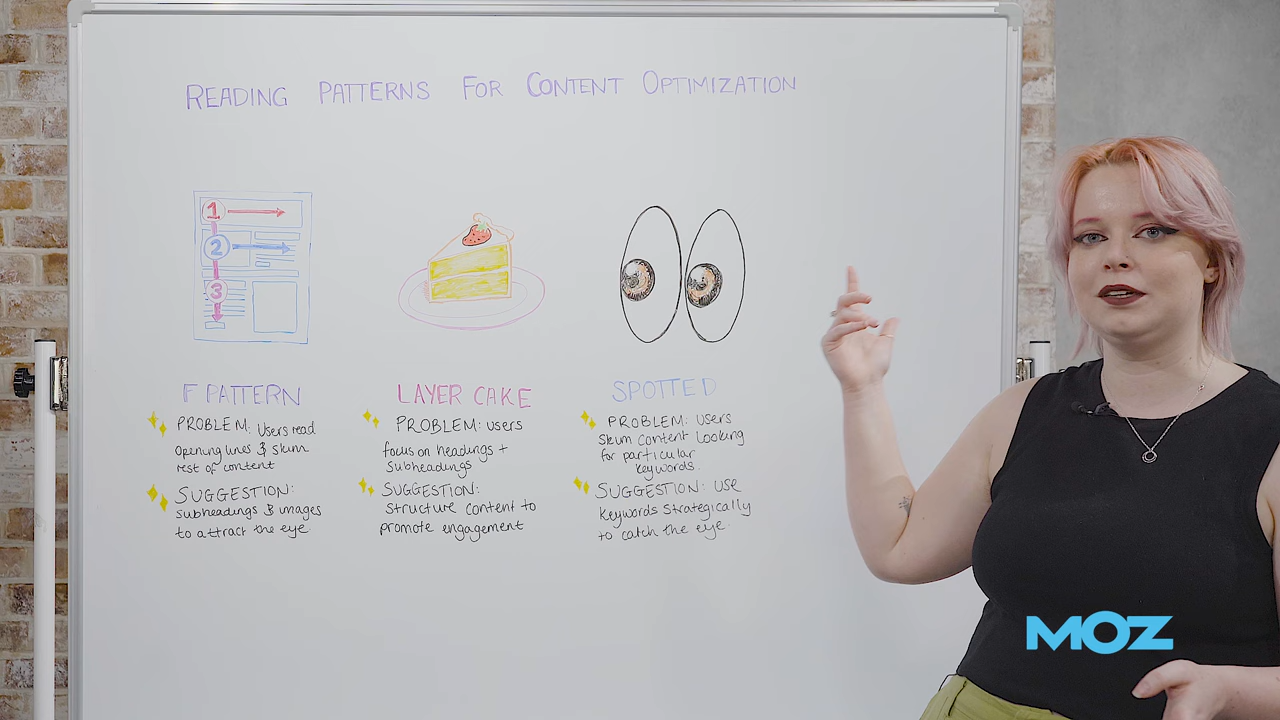 READING PATTERNS FOR CONTENT OPTIMIZATION
1
2
3
F PATTERN
PROBLEM: Users read
opening lines & skim
rest of content
SUGGESTION:
subheadings & images
to attract the eye.
LAYER CAKE
PROBLEM: users
focus on headings +
subheadings
SUGGESTION:
structure content to
promote engagement
SPOTTED
PROBLEM: Users
skim content looking
for particular
keywords.
SUGGESTION: USE
keywords strategically
to catch the eye.
MOZ